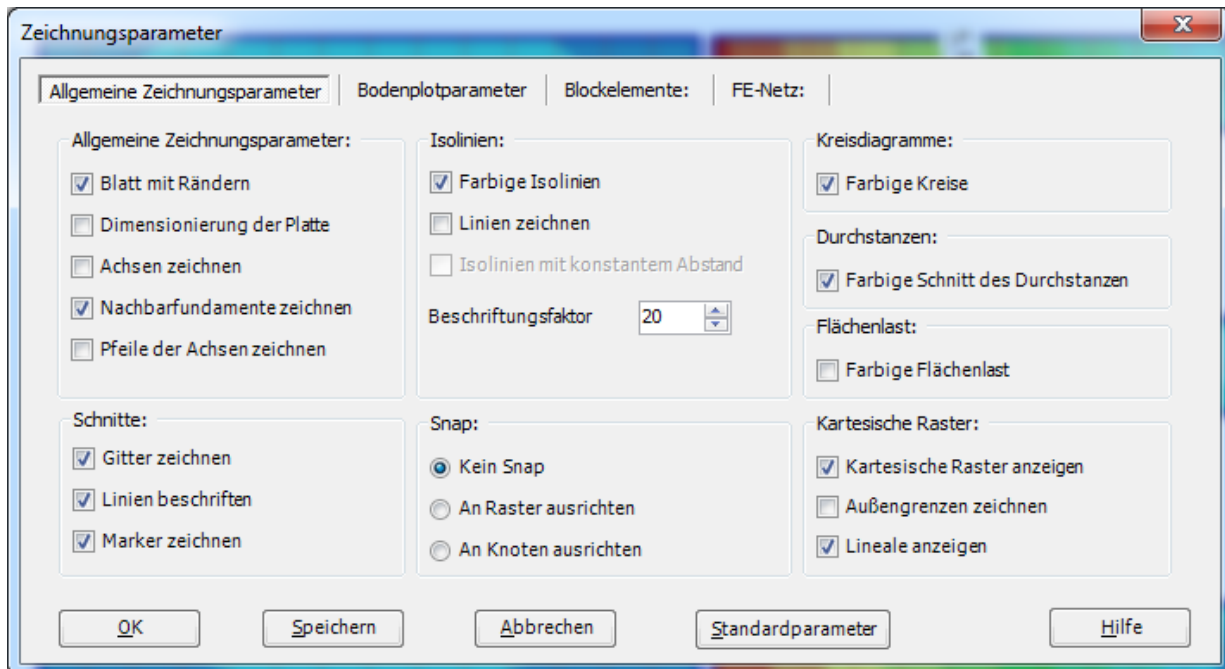 Zeichnungsparameter
X
Allgemeine Zeichnungsparameter
Bodenplotparameter
Blockelemente:
FE-Netz:
Allgemeine Zeichnungsparameter:
Blatt mit Rändern
Dimensionierung der Platte
Achsen zeichnen
Nachbarfundamente zeichnen
Pfeile der Achsen zeichnen
Isolinien:
Farbige Isolinien
Linien zeichnen
Isolinien mit konstantem Abstand
Beschriftungsfaktor 20
Kreisdiagramme:
Farbige Kreise
Durchstanzen:
Farbige Schnitt des Durchstanzen
Flächenlast:
Farbige Flächenlast
Schnitte:
Gitter zeichnen
Linien beschriften
Marker zeichnen
Snap:
Kein Snap
An Raster ausrichten
An Knoten ausrichten
Kartesische Raster:
Kartesische Raster anzeigen
Außengrenzen zeichnen
Lineale anzeigen
OK
Speichern
Abbrechen
Standardparameter
Hilfe